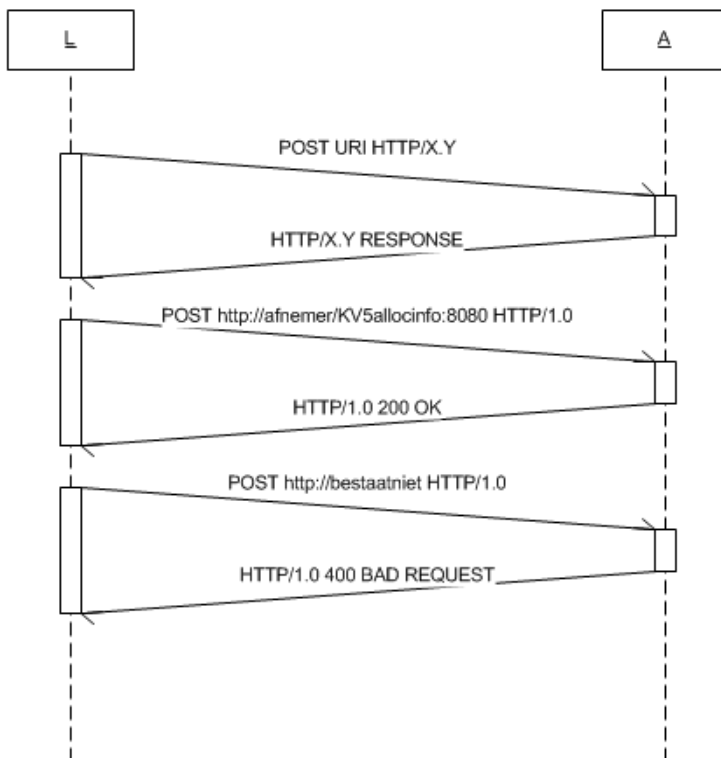 L
A
POST URI HTTP/X.Y
HTTP/X.Y RESPONSE
POST http://afnemer/KV5allocinfo:8080 HTTP/1.0
HTTP/1.0 200 OK
POST http://bestaatniet HTTP/1.0
HTTP/1.0 400 BAD REQUEST